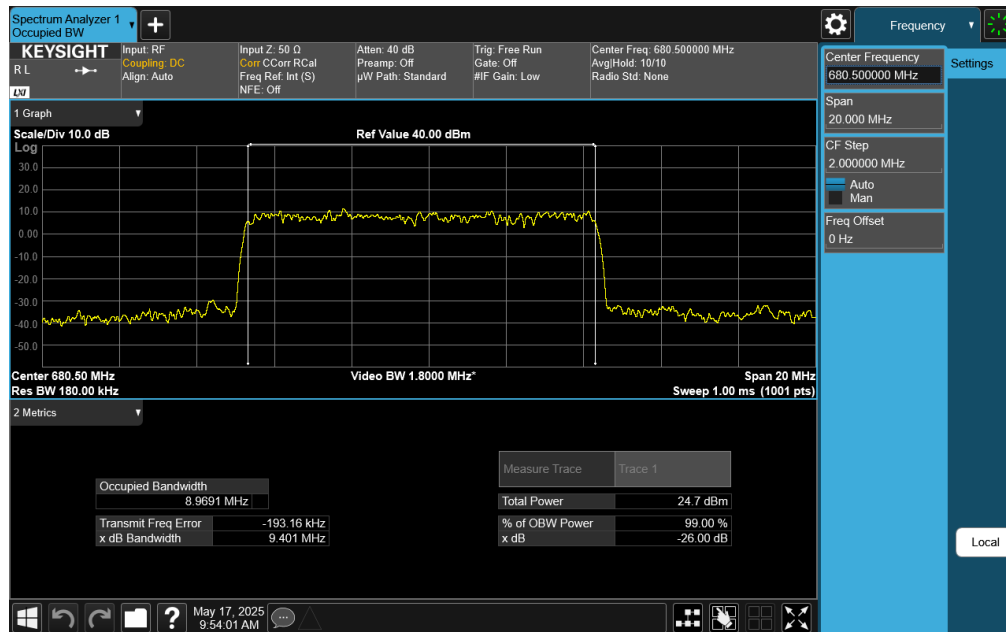 Spectrum Analyzer 1
Occupied BW
Frequency
KEYSIGHT
R L
LXI
Input: RF
Coupling: DC
Align: Auto
Input Z: 50 Ω
Corr CCorr RCal
Freq Ref: Int (S)
NFE: Off
Atten: 40 dB
Preamp: Off
µW Path: Standard
Trig: Free Run
Gate: Off
#IF Gain: Low
Center Freq: 680.500000 MHz
Avg|Hold: 10/10
Radio Std: None
Center Frequency
680.500000 MHz
Settings
Span
20.000 MHz
CF Step
2.000000 MHz
Auto
Man
Freq Offset
0 Hz
Local
1 Graph
Scale/Div 10.0 dB
Ref Value 40.00 dBm
Log
30.0
20.0
10.0
0.00
-10.0
-20.0
-30.0
-40.0
-50.0
Center 680.50 MHz
Video BW 1.8000 MHz*
Span 20 MHz
Res BW 180.00 kHz
Sweep 1.00 ms (1001 pts)
2 Metrics
Measure Trace
Trace 1
Occupied Bandwidth
8.9691 MHz
Total Power
24.7 dBm
Transmit Freq Error
-193.16 kHz
% of OBW Power
99.00 %
x dB Bandwidth
9.401 MHz
x dB
-26.00 dB
?
May 17, 2025
9:54:01 AM